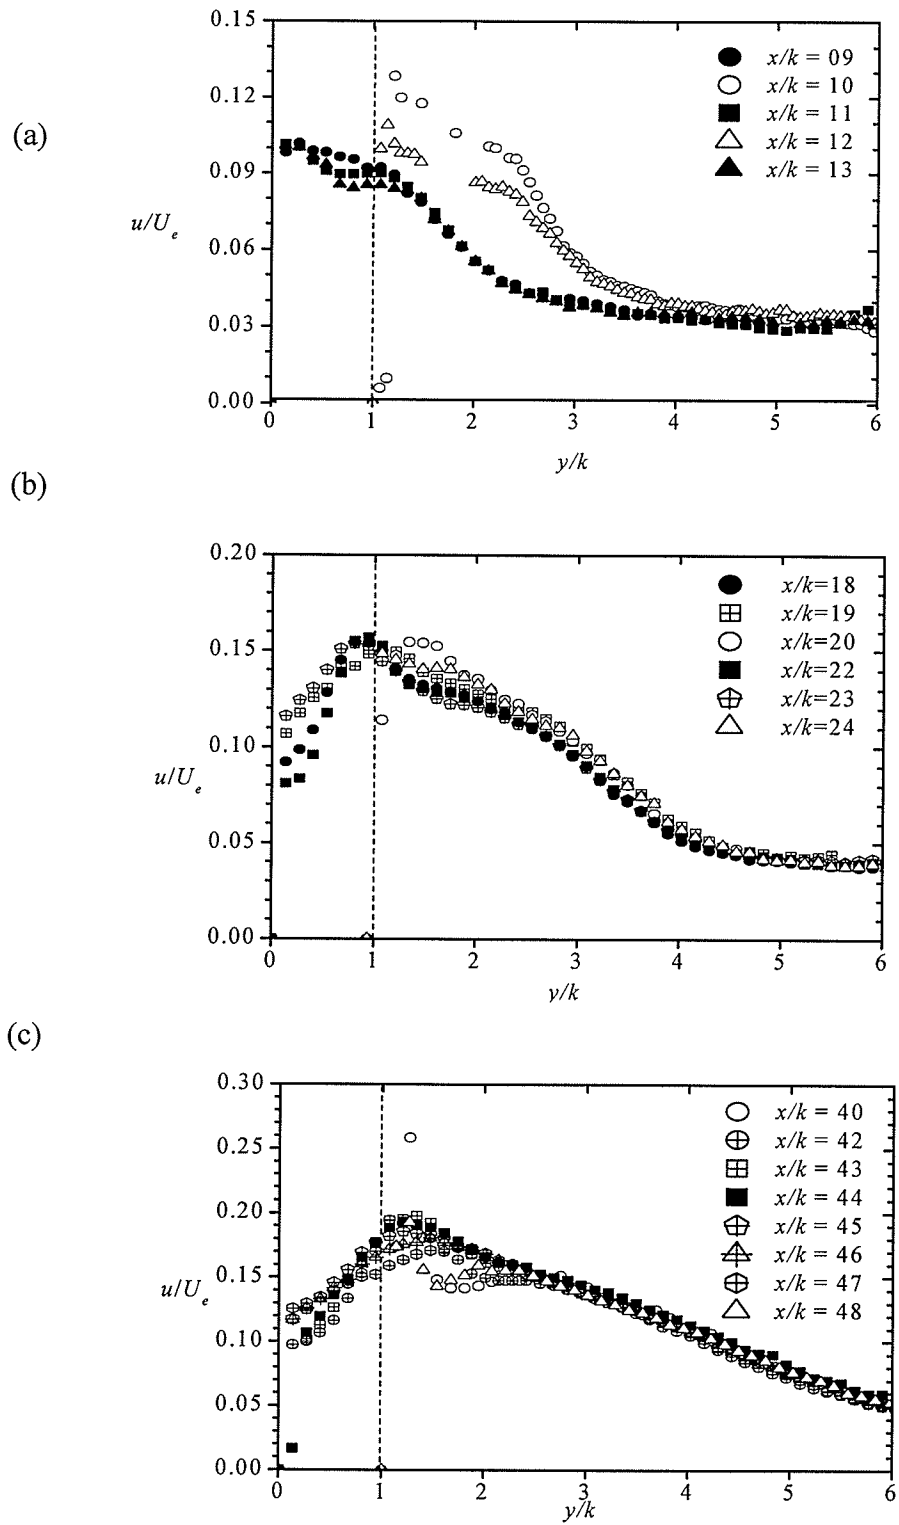 (a)
0.15
0.12
0.09
0.06
0.03
0.00
u/Ue
x/k = 09
x/k = 10
x/k = 11
x/k = 12
x/k = 13
0 1 2 3 4 5 6
y/k
(b)
0.20
0.15
0.10
0.05
0.00
u/Ue
x/k=18
x/k=19
x/k=20
x/k=22
x/k=23
x/k=24
0 1 2 3 4 5 6
y/k
(c)
0.30
0.25
0.20
0.15
0.10
0.05
0.00
u/Ue
x/k = 40
x/k = 42
x/k = 43
x/k = 44
x/k = 45
x/k = 46
x/k = 47
x/k = 48
0 1 2 3 4 5 6
y/k